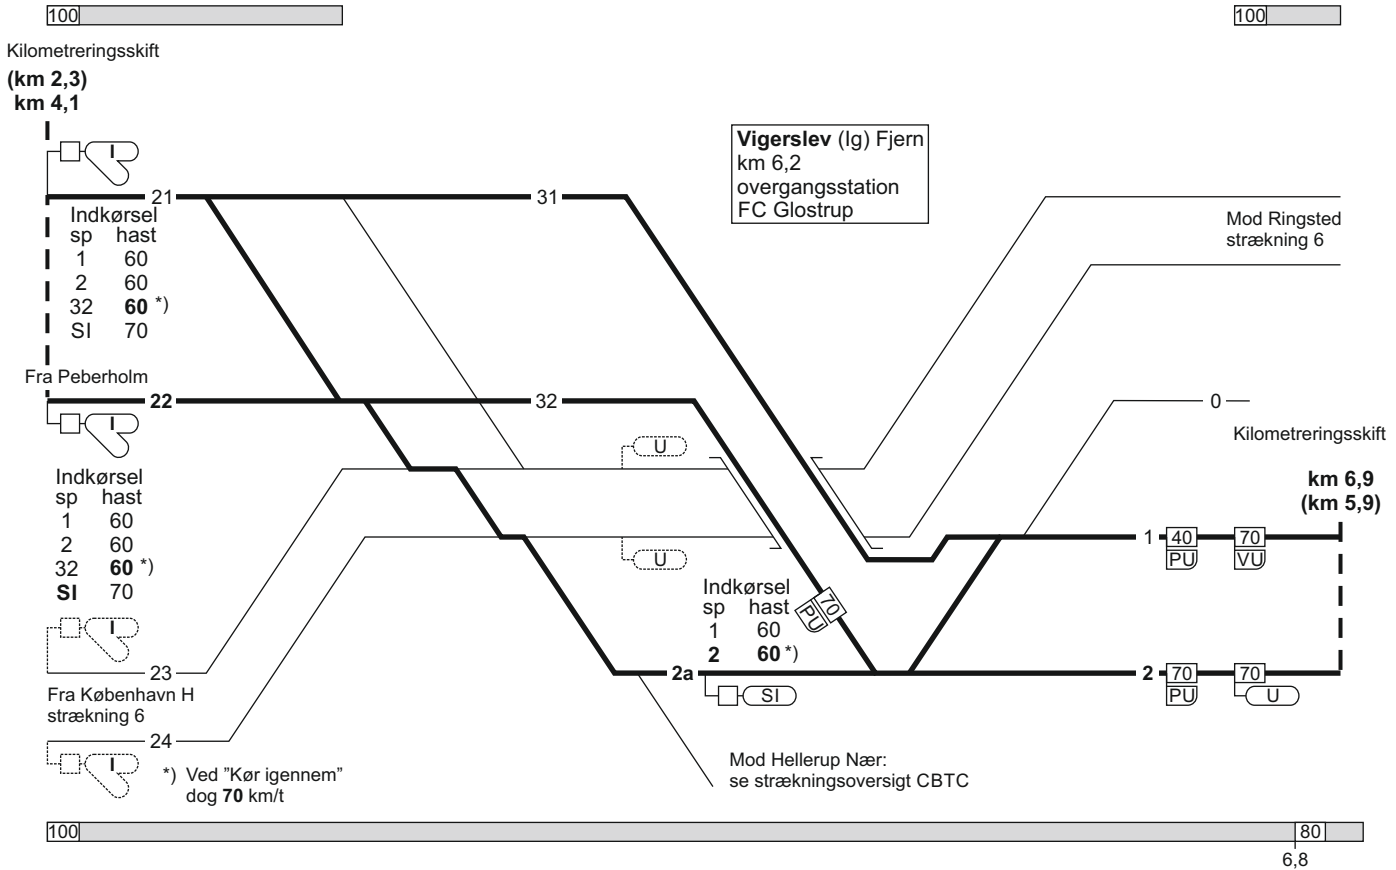 100
100
Kilometreringsskift
(km 2,3)
km 4,1
I
Vigerslev (Ig) Fjern
km 6,2
overgangsstation
FC Glostrup
21
31
Indkørsel
sp hast
1 60
2 60
32 60 *)
SI 70
Mod Ringsted
strækning 6
Fra Peberholm
22
32
0
I
U
Kilometreringsskift
km 6,9
(km 5,9)
Indkørsel
sp hast
1 60
2 60
32 60 *)
SI 70
U
1
40
PU
70
VU
Indkørsel
sp hast
1 60
2 60 *)
70
PU
I
23
2a
SI
2
70
PU
70
U
Fra København H
strækning 6
24
I
*) Ved ”Kør igennem”
dog 70 km/t
Mod Hellerup Nær:
se strækningsoversigt CBTC
100
80
6,8